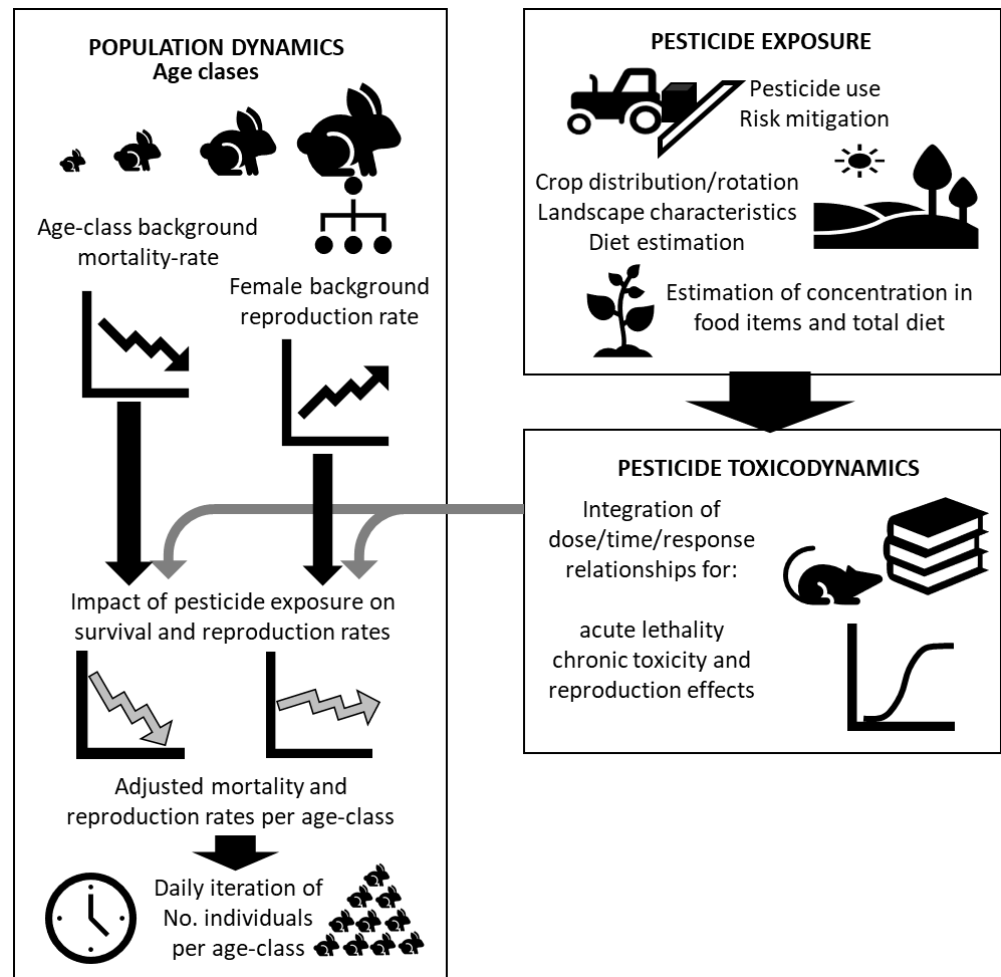 POPULATION DYNAMICS
Age clases
Age-class background
mortality-rate
Female background
reproduction rate
Impact of pesticide exposure on
survival and reproduction rates
Adjusted mortality and
reproduction rates per age-class
Daily iteration of
No. individuals
per age-class
PESTICIDE EXPOSURE
Pesticide use
Risk mitigation
Crop distribution/rotation
Landscape characteristics
Diet estimation
Estimation of concentration in
food items and total diet
PESTICIDE TOXICODYNAMICS
Integration of
dose/time/response
relationships for:
acute lethality
chronic toxicity and
reproduction effects